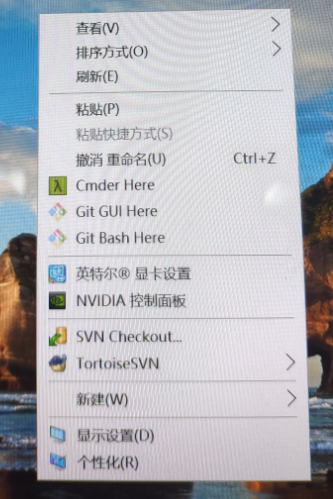 查看(V)
排序方式(O)
刷新(E)
粘贴(P)
粘贴快捷方式(S)
撤消 重命名(U) Ctrl+Z
Cmder Here
Git GUI Here
Git Bash Here
英特尔® 显卡设置
NVIDIA 控制面板
SVN Checkout...
TortoiseSVN
新建(W)
显示设置(D)
个性化(R)